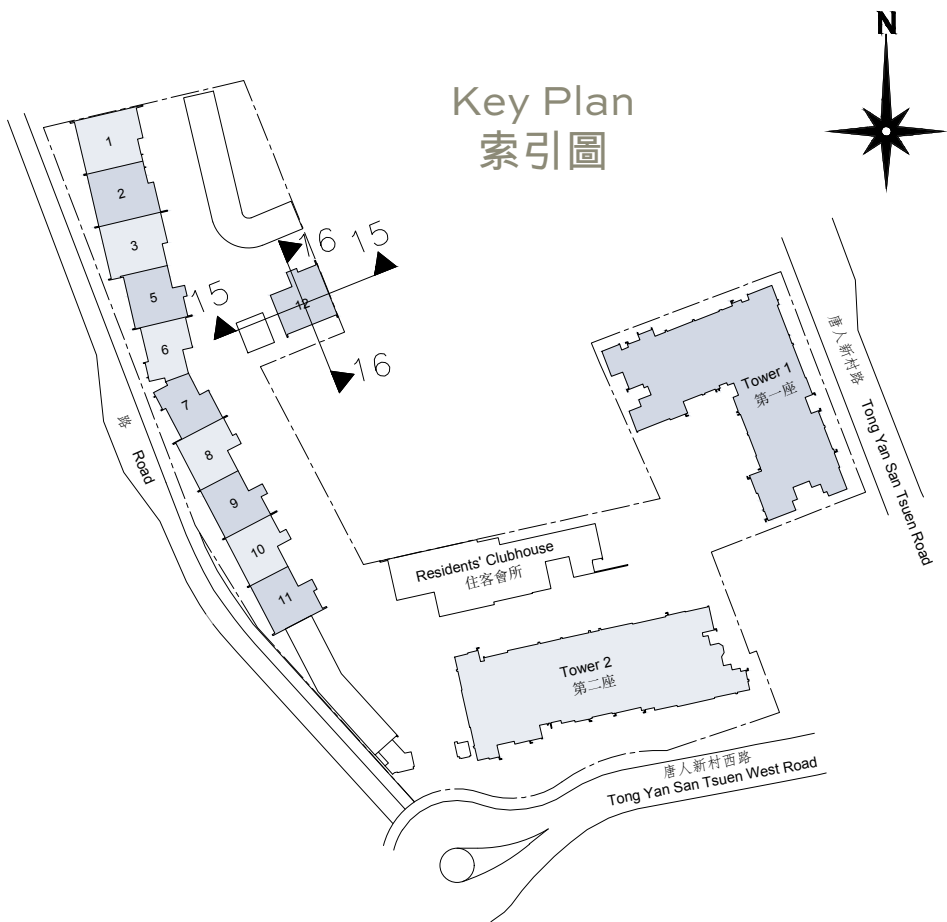 N
Key Plan
索引圖
1
2
3
5
6
7
8
9
10
11
16
15
12
15
16
Tower 1
第一座
唐人新村路 Tong Yan San Tsuen Road
路 Road
Residents' Clubhouse
住客會所
Tower 2
第二座
唐人新村西路
Tong Yan San Tsuen West Road